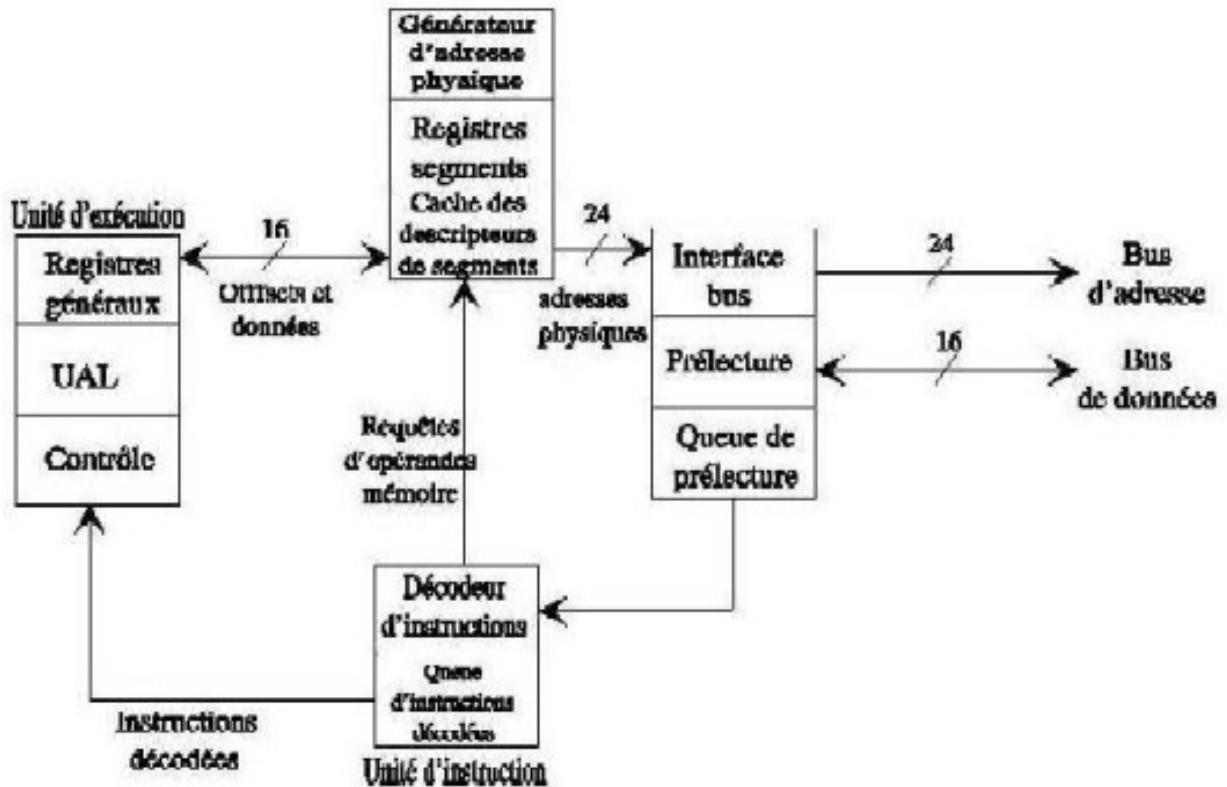 Générateur
d'adresse
physique
Registres
segments
Cache des
descripteurs
de segments
Unité d'exécution
Registres
généraux
UAL
Contrôle
16
Offsets et
données
24
adresses
physiques
Interface
bus
Prélecture
Queue de
prélecture
24
Bus
d'adresse
16
Bus
de données
Requêtes
d'opérandes
mémoire
Décodeur
d'instructions
Queue
d'instructions
décodées
Unité d'instruction
Instructions
décodées